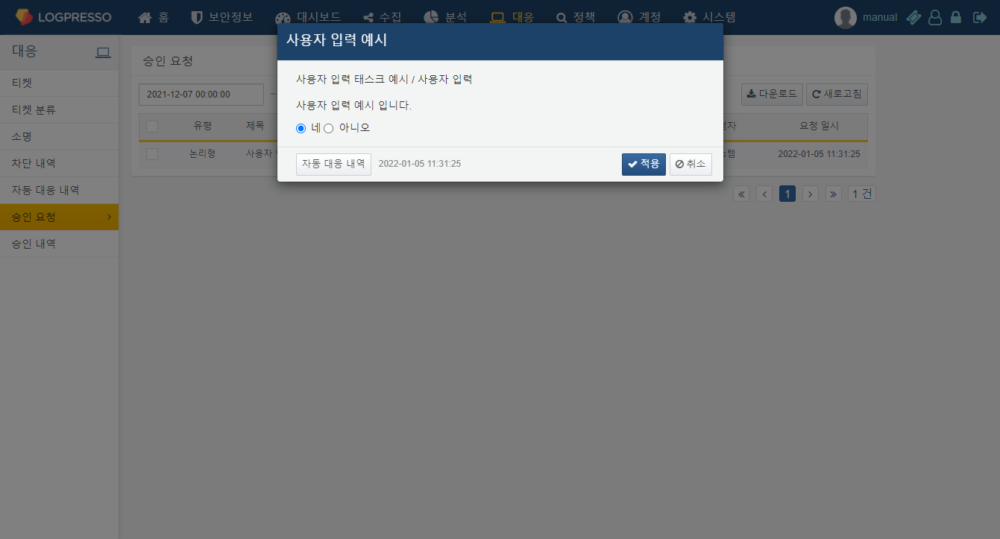 LOGPRESSO 홈 보안정보 대시보드 수집 분석 대응 정책 계정 시스템 manual
대응
티켓
티켓 분류
소명
차단 내역
자동 대응 내역
승인 요청
승인 내역
승인 요청
2021-12-07 00:00:00 ~ 다운로드 새로고침
유형 제목 요청 일시
논리형 사용자 2022-01-05 11:31:25
« ‹ 1 › » 1 건
사용자 입력 예시
사용자 입력 태스크 예시 / 사용자 입력
사용자 입력 예시 입니다.
네 아니오
자동 대응 내역 2022-01-05 11:31:25 적용 취소